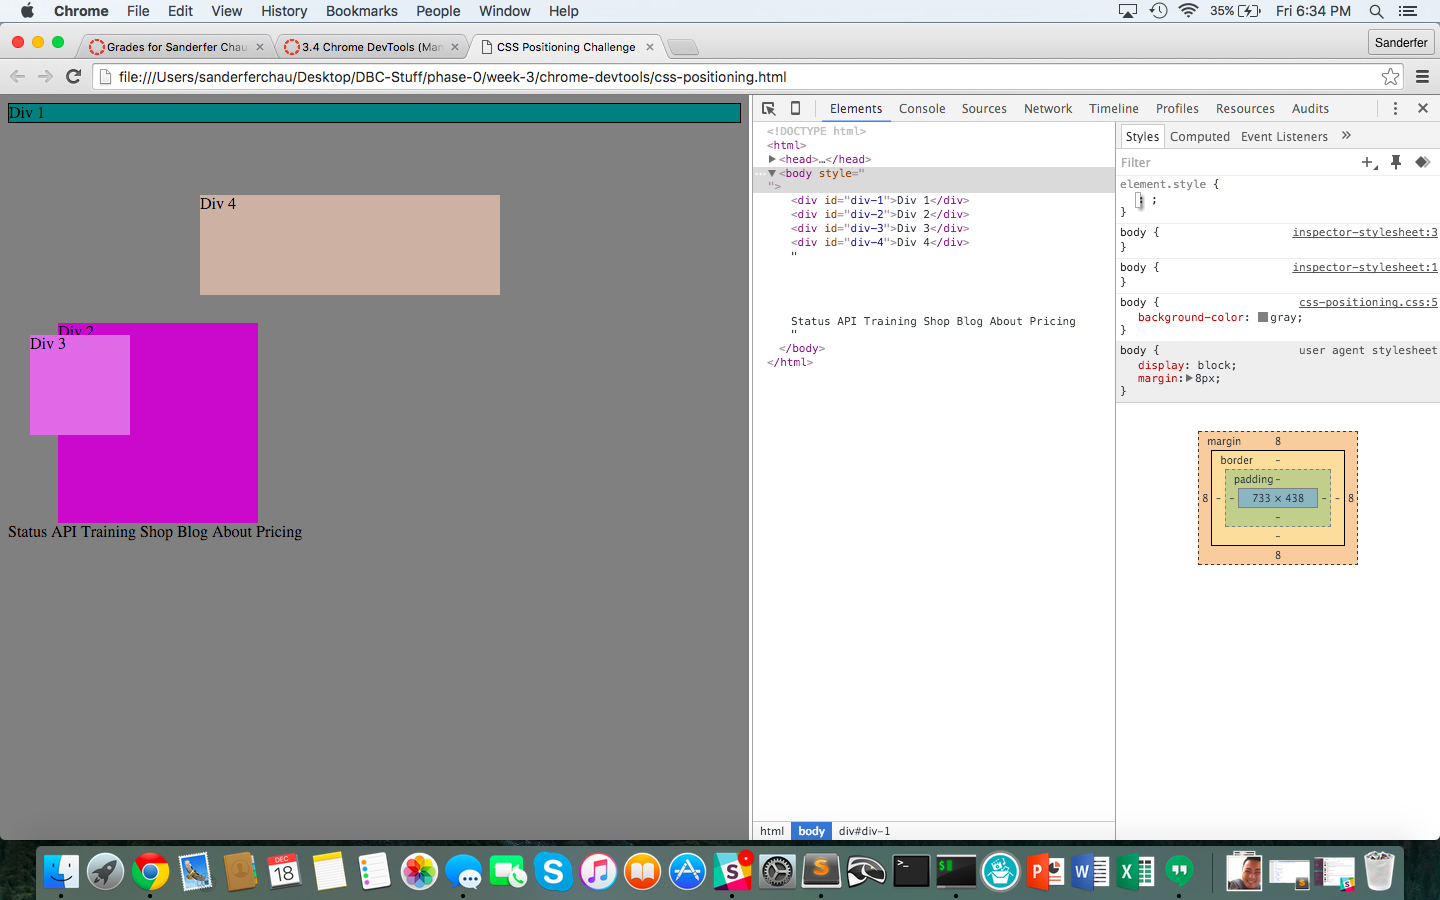 Chrome File Edit View History Bookmarks People Window Help 35% Fri 6:34 PM
Grades for Sanderfer Chau × 3.4 Chrome DevTools (Man × CSS Positioning Challenge × Sanderfer
file:///Users/sanderferchau/Desktop/DBC-Stuff/phase-0/week-3/chrome-devtools/css-positioning.html
Div 1
Div 4
Div 2
Div 3
Status API Training Shop Blog About Pricing
Elements Console Sources Network Timeline Profiles Resources Audits
<!DOCTYPE html>
<html>
<head>…</head>
<body style="
">
<div id="div-1">Div 1</div>
<div id="div-2">Div 2</div>
<div id="div-3">Div 3</div>
<div id="div-4">Div 4</div>
"
Status API Training Shop Blog About Pricing
"
</body>
</html>
html body div#div-1
Styles Computed Event Listeners »
Filter
element.style {
: ;
}
body { inspector-stylesheet:3
}
body { inspector-stylesheet:1
}
body { css-positioning.css:5
background-color: gray;
}
body { user agent stylesheet
display: block;
margin: 8px;
}
margin 8
border -
padding -
8 - - 733 × 438 - - 8
-
-
8
DEC
18